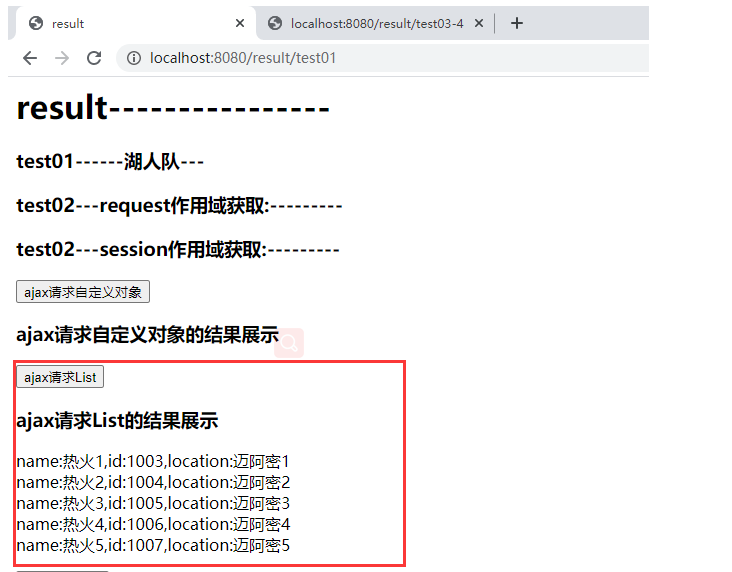 result
localhost:8080/result/test03-4
localhost:8080/result/test01
result----------------
test01------湖人队---
test02---request作用域获取:---------
test02---session作用域获取:---------
ajax请求自定义对象
ajax请求自定义对象的结果展示
ajax请求List
ajax请求List的结果展示
name:热火1,id:1003,location:迈阿密1
name:热火2,id:1004,location:迈阿密2
name:热火3,id:1005,location:迈阿密3
name:热火4,id:1006,location:迈阿密4
name:热火5,id:1007,location:迈阿密5